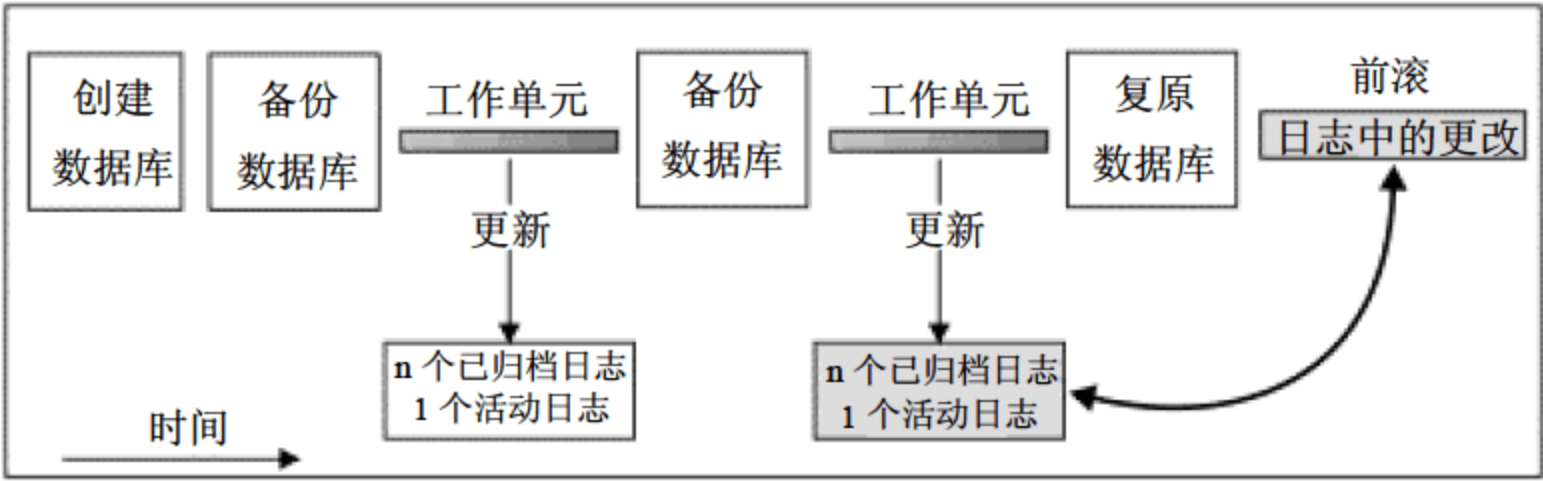 创建
数据库
备份
数据库
工作单元
更新
n 个已归档日志
1 个活动日志
备份
数据库
工作单元
更新
n 个已归档日志
1 个活动日志
复原
数据库
前滚
日志中的更改
时间